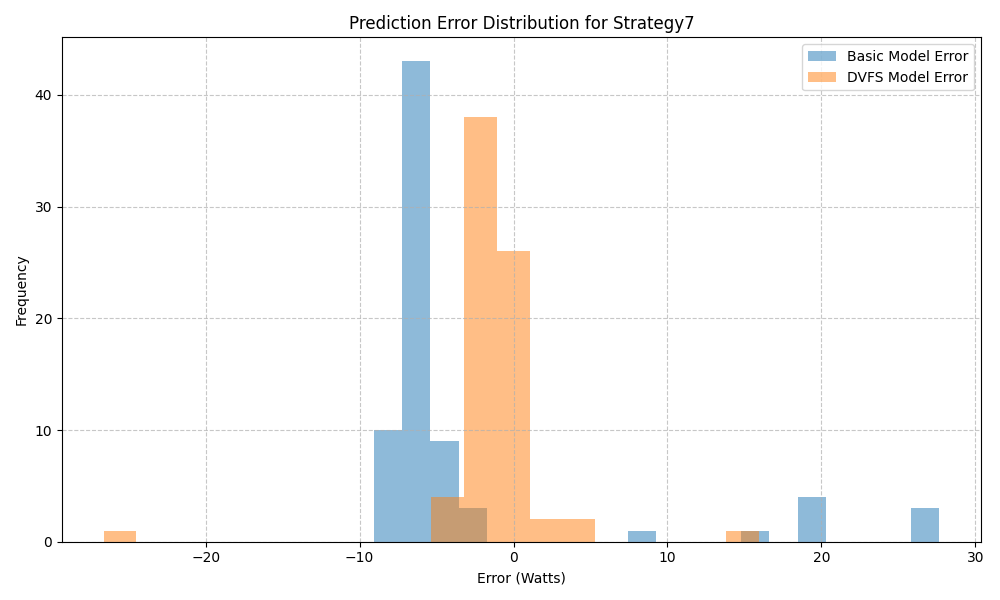 Prediction Error Distribution for Strategy7
Basic Model Error
DVFS Model Error
40
30
20
10
0
Frequency
−20
−10
0
10
20
30
Error (Watts)